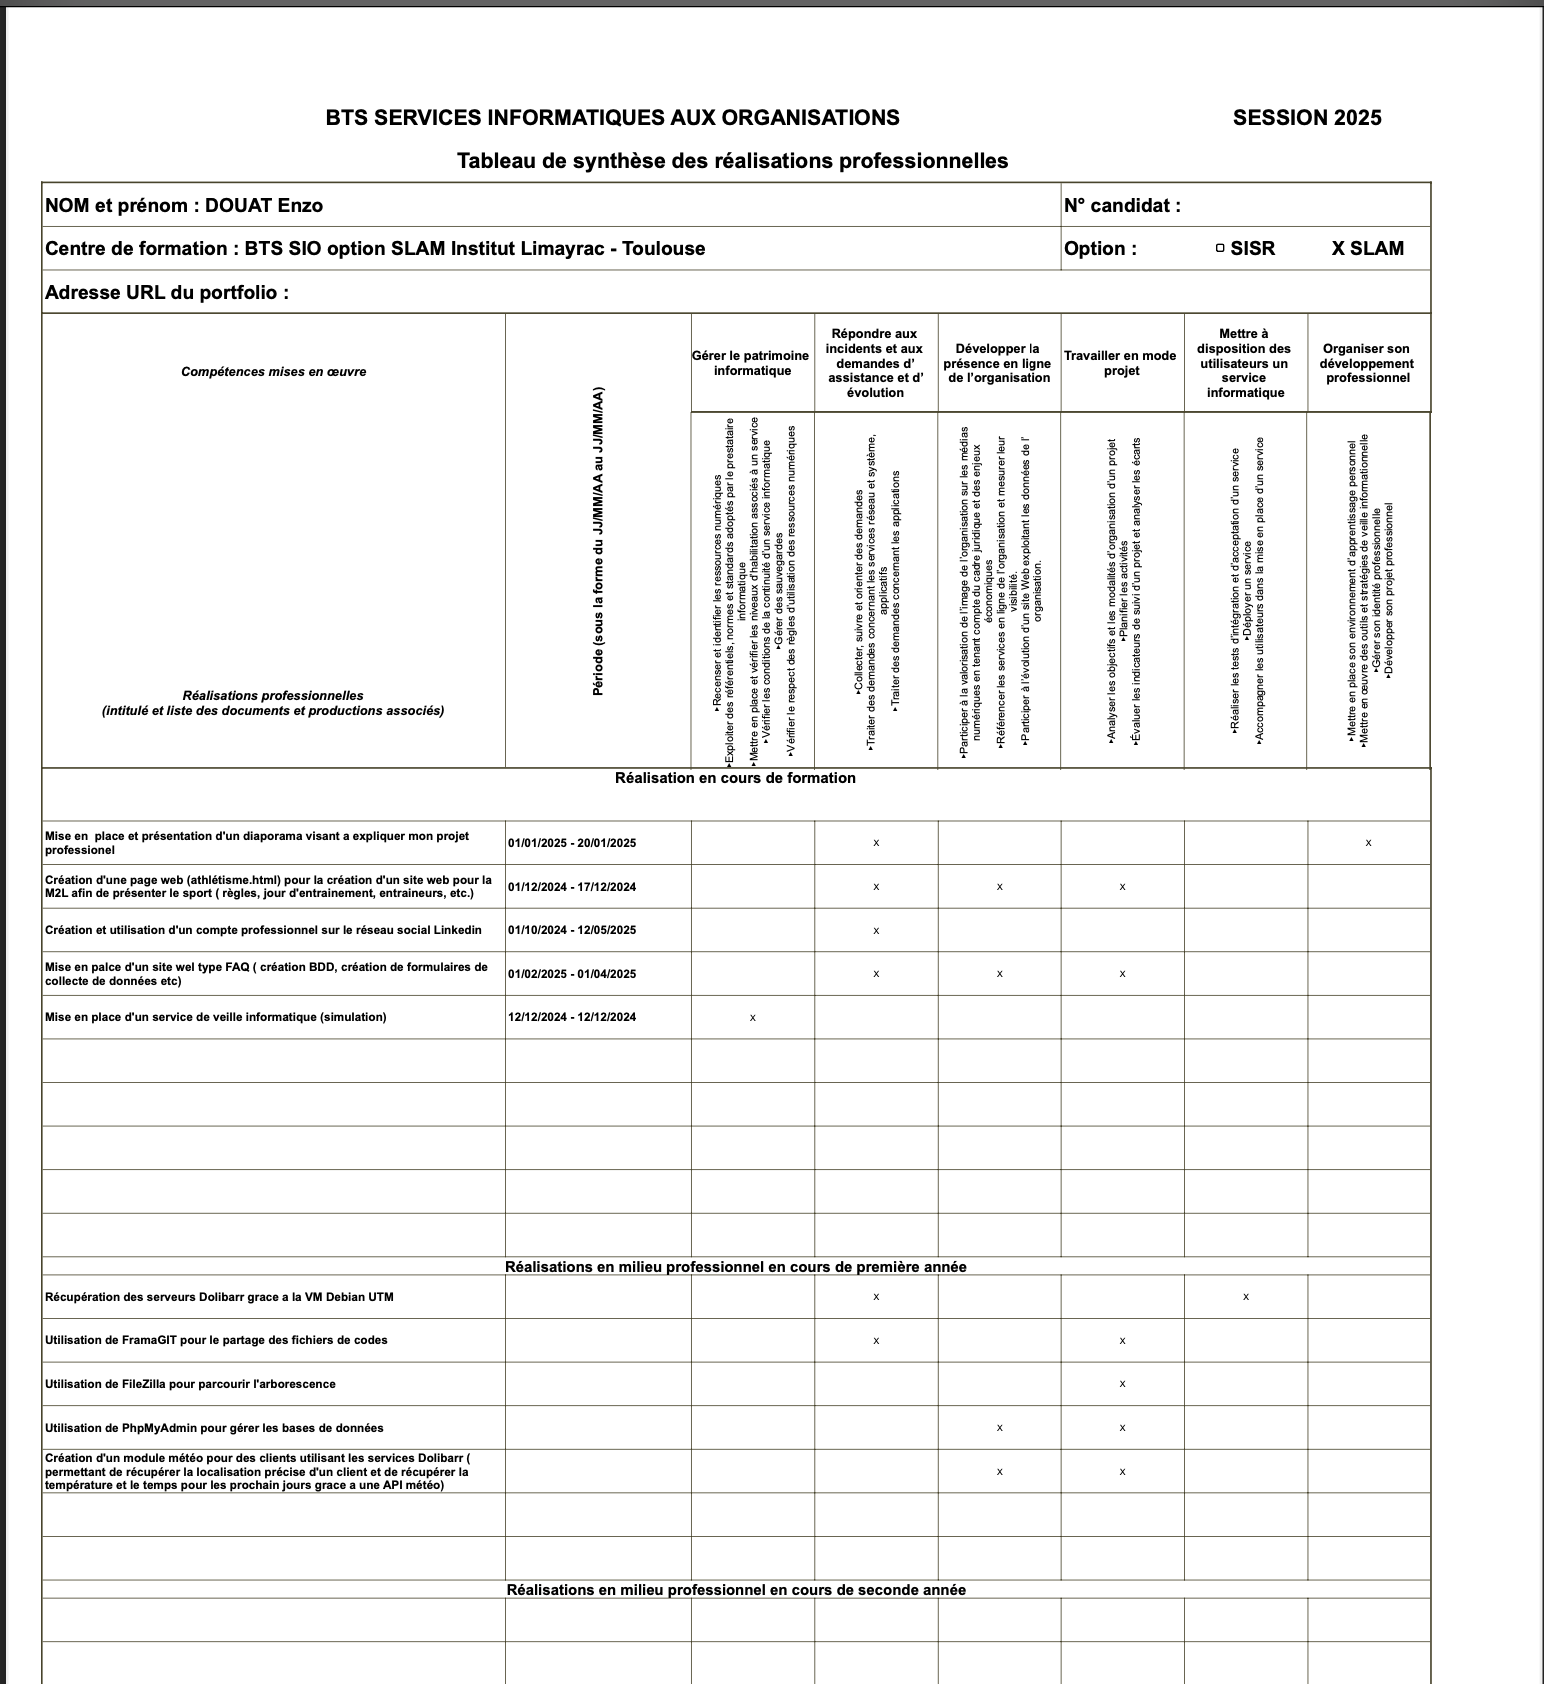 BTS SERVICES INFORMATIQUES AUX ORGANISATIONS
SESSION 2025
Tableau de synthèse des réalisations professionnelles
NOM et prénom : DOUAT Enzo
N° candidat :
Centre de formation : BTS SIO option SLAM Institut Limayrac - Toulouse
Option :
SISR
X SLAM
Adresse URL du portfolio :
Compétences mises en œuvre
Réalisations professionnelles
(intitulé et liste des documents et productions associés)
Période (sous la forme du JJ/MM/AA au JJ/MM/AA)
Gérer le patrimoine
informatique
Répondre aux
incidents et aux
demandes d’
assistance et d’
évolution
Développer la
présence en ligne
de l’organisation
Travailler en mode
projet
Mettre à
disposition des
utilisateurs un
service
informatique
Organiser son
développement
professionnel
‣Recenser et identifier les ressources numériques
‣Exploiter des référentiels, normes et standards adoptés par le prestataire
informatique
‣Mettre en place et vérifier les niveaux d’habilitation associés à un service
‣Vérifier les conditions de la continuité d’un service informatique
‣Gérer des sauvegardes
‣Vérifier le respect des règles d’utilisation des ressources numériques
‣Collecter, suivre et orienter des demandes
‣Traiter des demandes concernant les services réseau et système,
applicatifs
‣Traiter des demandes concernant les applications
‣Participer à la valorisation de l’image de l’organisation sur les médias
numériques en tenant compte du cadre juridique et des enjeux
économiques
‣Référencer les services en ligne de l’organisation et mesurer leur
visibilité.
‣Participer à l’évolution d’un site Web exploitant les données de l’
organisation.
‣Analyser les objectifs et les modalités d’organisation d’un projet
‣Planifier les activités
‣Évaluer les indicateurs de suivi d’un projet et analyser les écarts
‣Réaliser les tests d’intégration et d’acceptation d’un service
‣Déployer un service
‣Accompagner les utilisateurs dans la mise en place d’un service
‣Mettre en place son environnement d’apprentissage personnel
‣Mettre en œuvre des outils et stratégies de veille informationnelle
‣Gérer son identité professionnelle
‣Développer son projet professionnel
Réalisation en cours de formation
Mise en  place et présentation d'un diaporama visant a expliquer mon projet
professionel
01/01/2025 - 20/01/2025
x
x
Création d'une page web (athlétisme.html) pour la création d'un site web pour la
M2L afin de présenter le sport ( règles, jour d'entrainement, entraineurs, etc.)
01/12/2024 - 17/12/2024
x
x
x
Création et utilisation d'un compte professionnel sur le réseau social Linkedin
01/10/2024 - 12/05/2025
x
Mise en palce d'un site wel type FAQ ( création BDD, création de formulaires de
collecte de données etc)
01/02/2025 - 01/04/2025
x
x
x
Mise en place d'un service de veille informatique (simulation)
12/12/2024 - 12/12/2024
x
Réalisations en milieu professionnel en cours de première année
Récupération des serveurs Dolibarr grace a la VM Debian UTM
x
x
Utilisation de FramaGIT pour le partage des fichiers de codes
x
x
Utilisation de FileZilla pour parcourir l'arborescence
x
Utilisation de PhpMyAdmin pour gérer les bases de données
x
x
Création d'un module météo pour des clients utilisant les services Dolibarr (
permettant de récupérer la localisation précise d'un client et de récupérer la
température et le temps pour les prochain jours grace a une API météo)
x
x
Réalisations en milieu professionnel en cours de seconde année